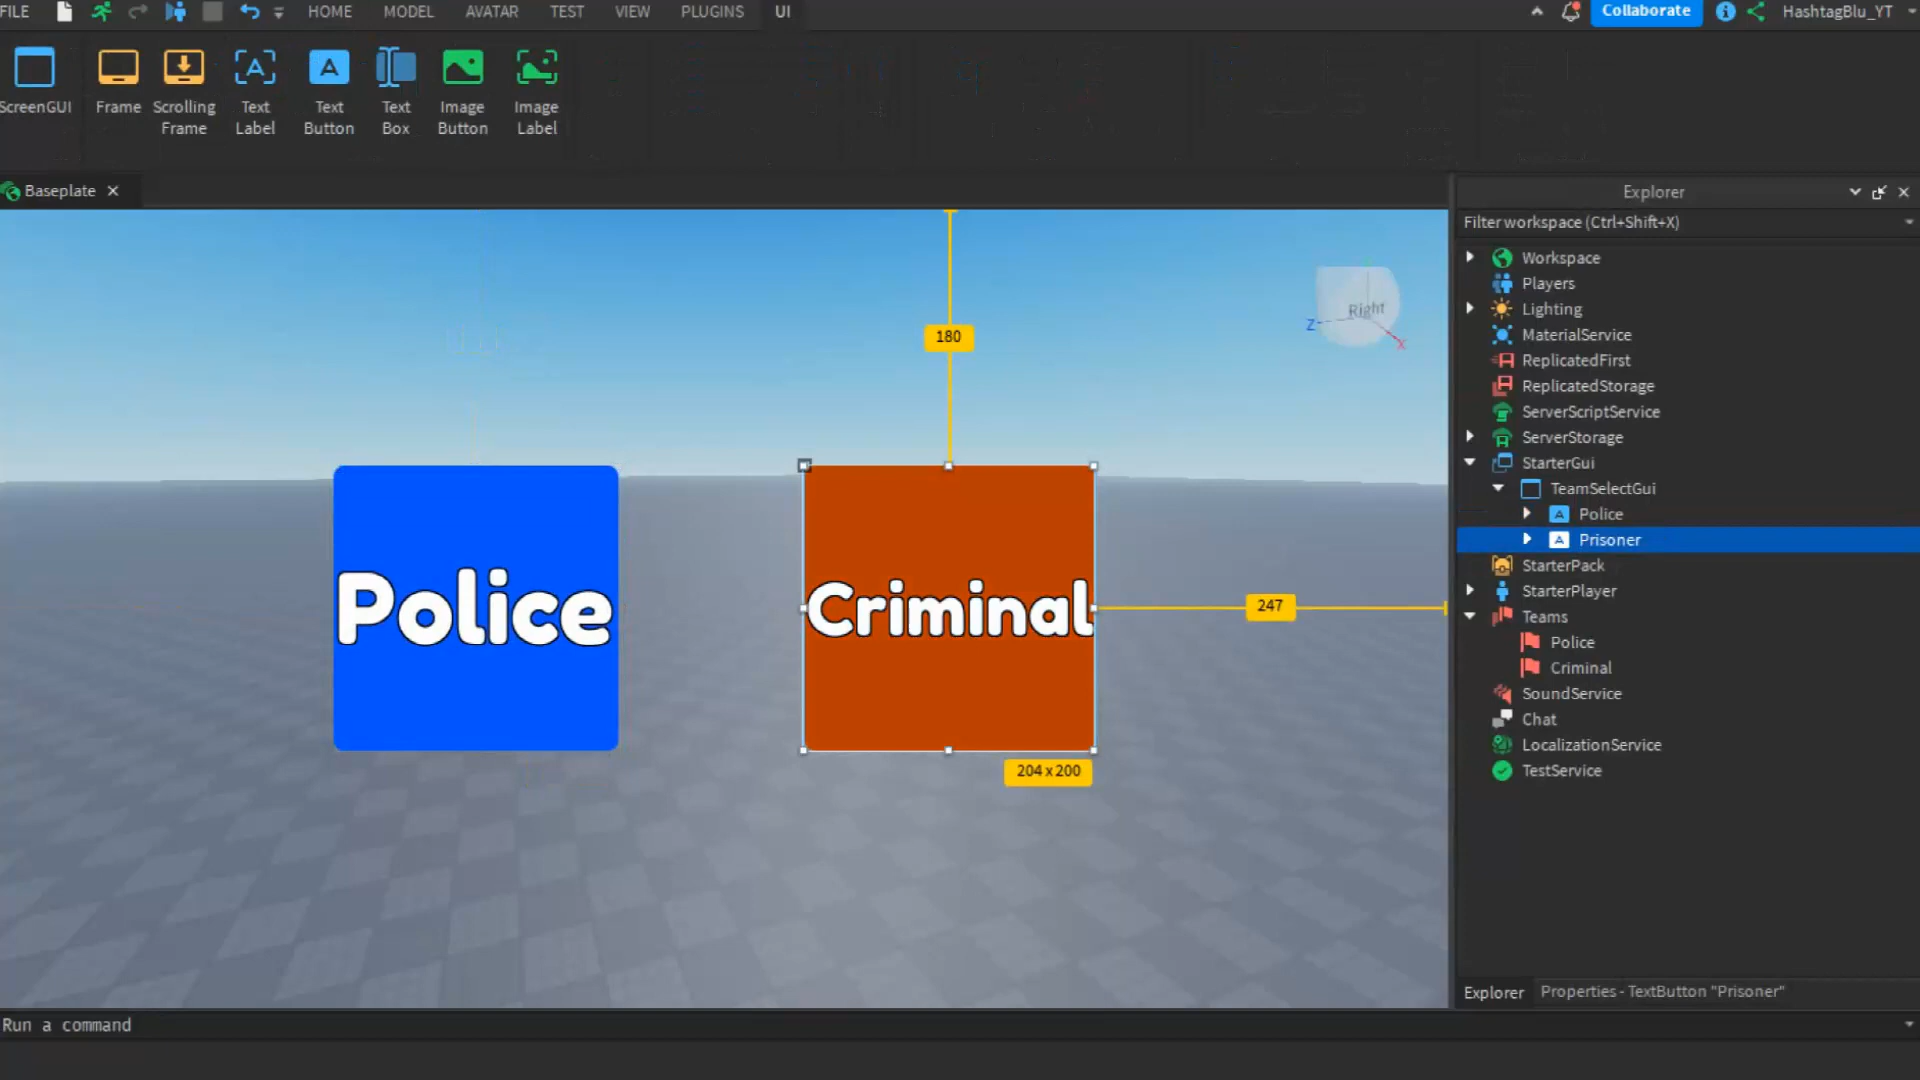 FILE HOME MODEL AVATAR TEST VIEW PLUGINS UI Collaborate HashtagBlu_YT
ScreenGUI Frame Scrolling Frame Text Label Text Button Text Box Image Button Image Label
Baseplate
Explorer
Filter workspace (Ctrl+Shift+X)
Workspace
Players
Lighting
MaterialService
ReplicatedFirst
ReplicatedStorage
ServerScriptService
ServerStorage
StarterGui
TeamSelectGui
Police
Prisoner
StarterPack
StarterPlayer
Teams
Police
Criminal
SoundService
Chat
LocalizationService
TestService
180
Right
Z
X
Police
Criminal
247
204 x 200
Explorer Properties - TextButton "Prisoner"
Run a command